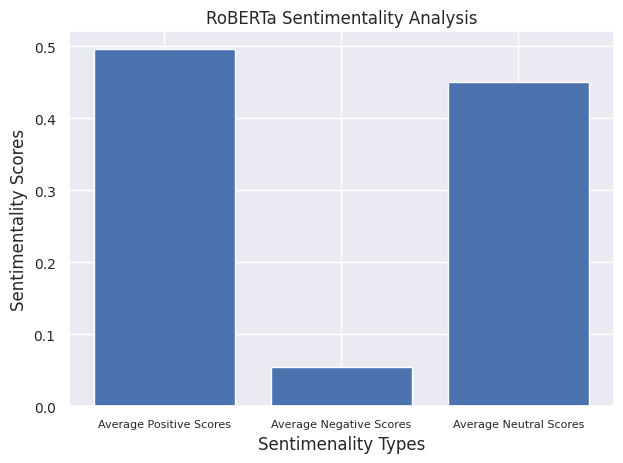 RoBERTa Sentimentality Analysis
Sentimentality Scores
0.5
0.4
0.3
0.2
0.1
0.0
Average Positive Scores Average Negative Scores Average Neutral Scores
Sentimenality Types